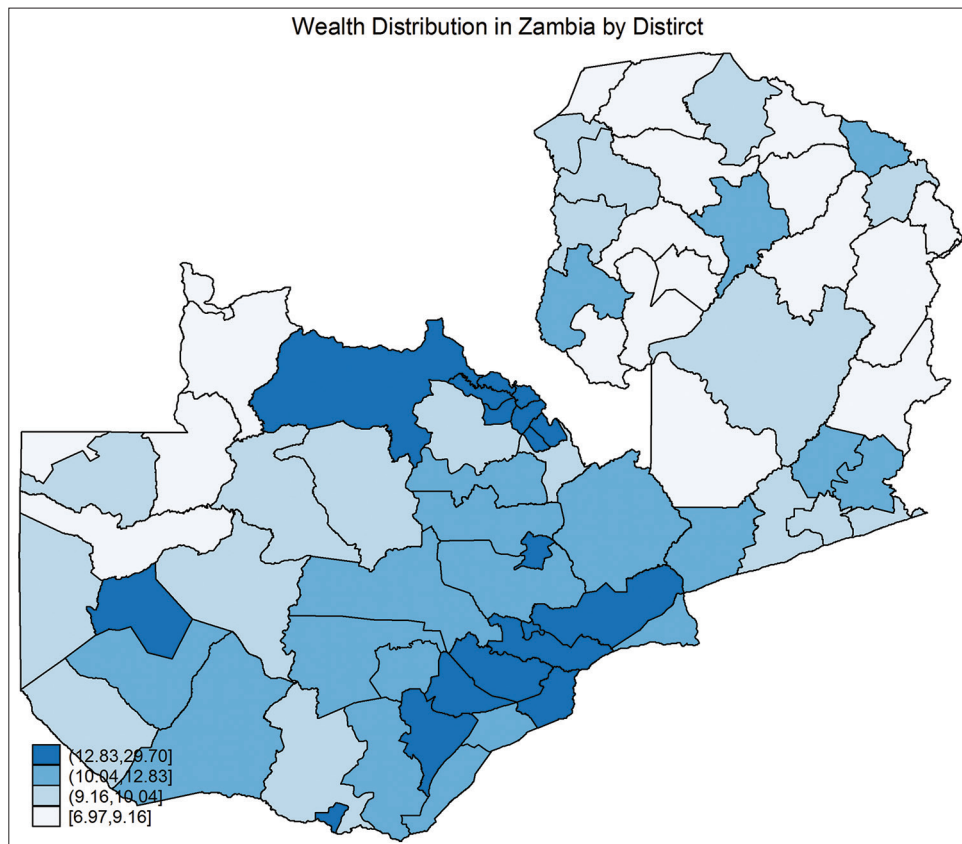 Wealth Distribution in Zambia by Distirct
(12.83,29.70]
(10.04,12.83]
(9.16,10.04]
[6.97,9.16]